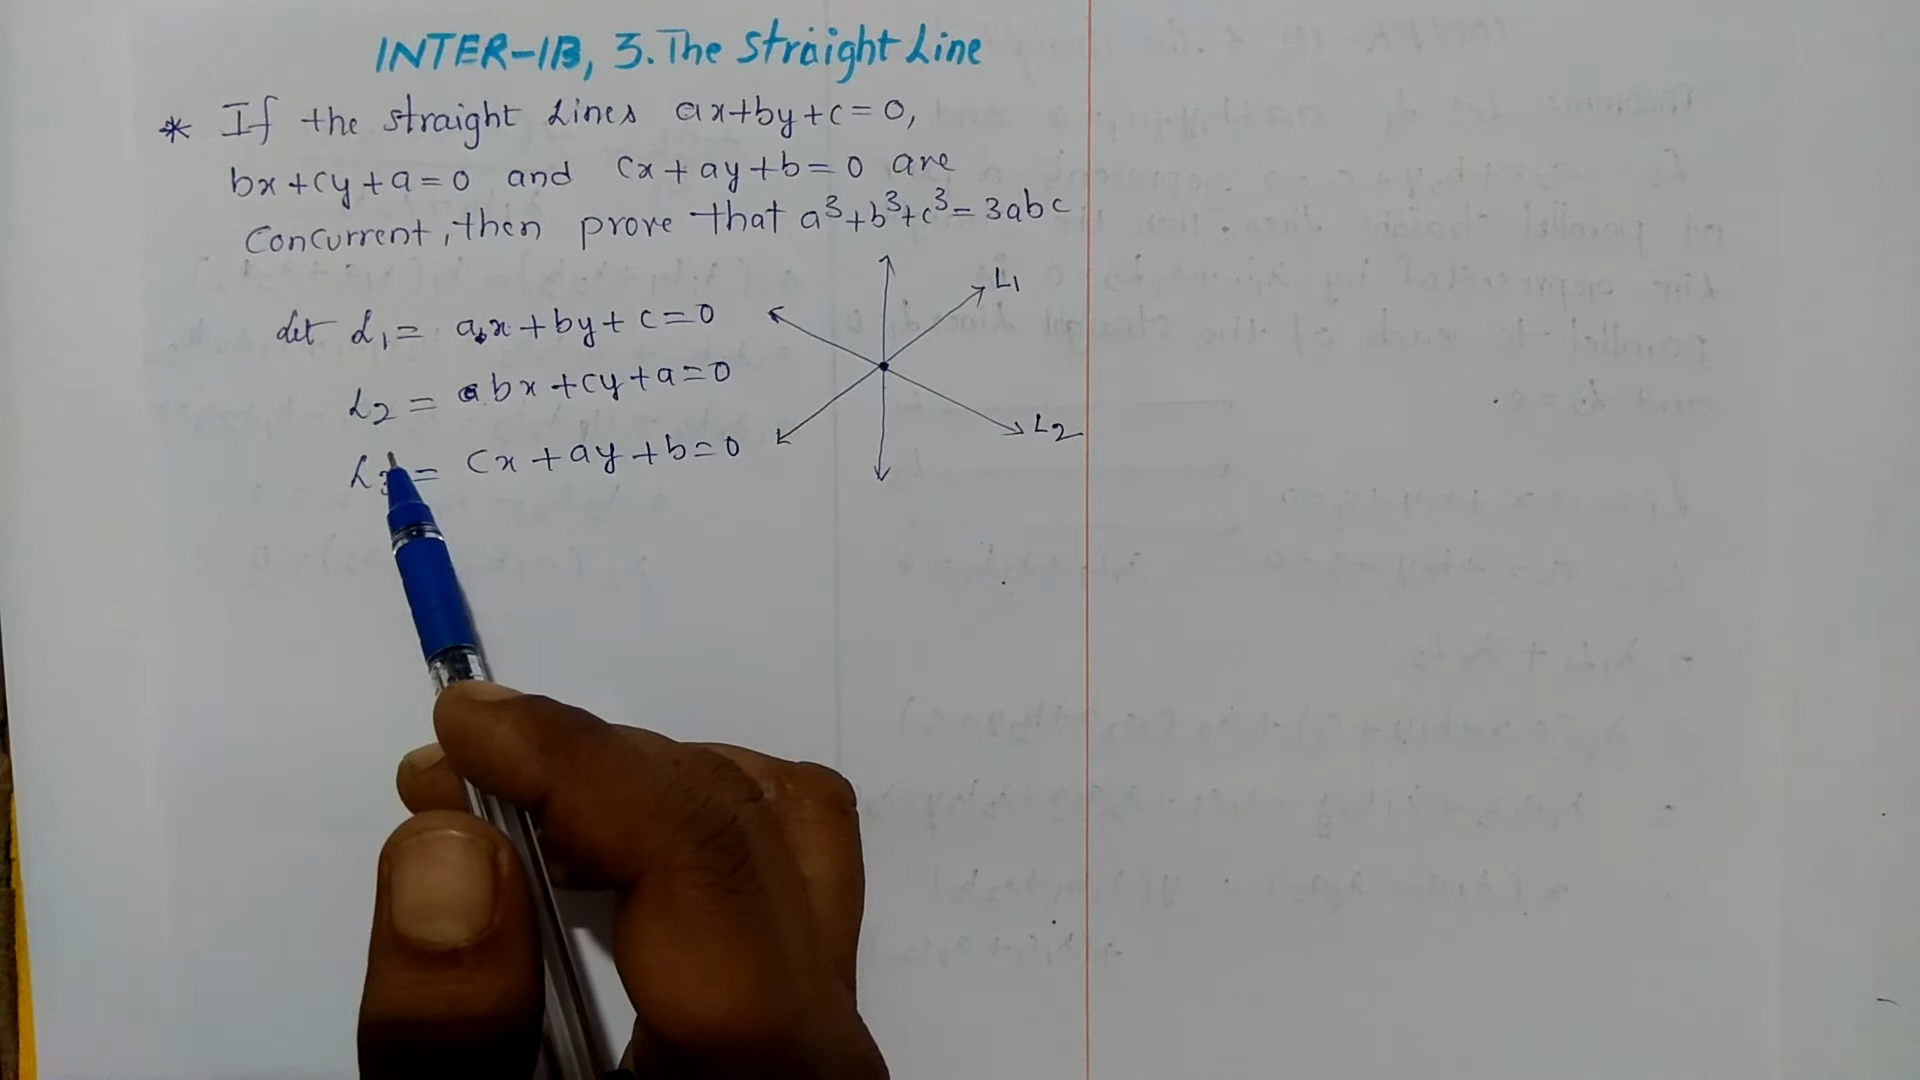 INTER-1B, 3. The Straight Line
* If the straight Lines ax+by+c=0,
bx+cy+a=0 and cx+ay+b=0 are
Concurrent, then prove that a³+b³+c³=3abc
Let L₁= ax+by+c=0
L₂= bx+cy+a=0
L₃= cx+ay+b=0
L₁
L₂